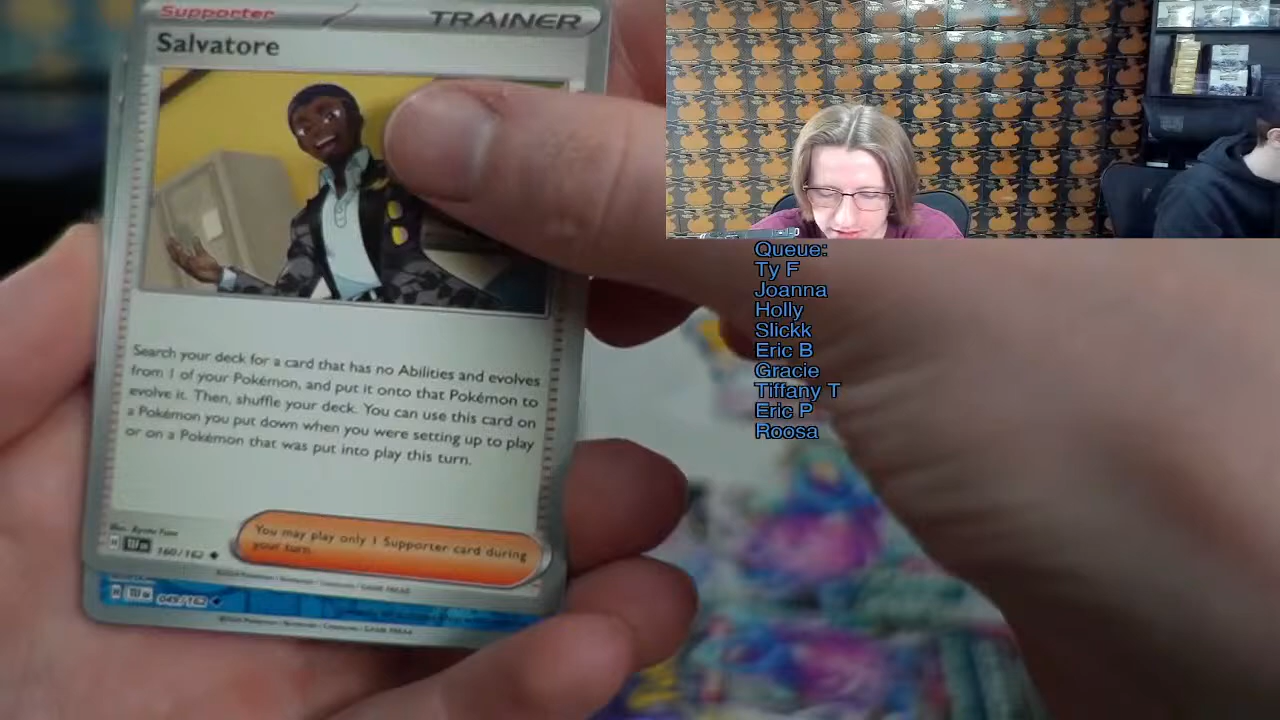 Supporter
TRAINER
Salvatore
Search your deck for a card that has no Abilities and evolves
from 1 of your Pokémon, and put it onto that Pokémon to
evolve it. Then, shuffle your deck. You can use this card on
a Pokémon you put down when you were setting up to play
or on a Pokémon that was put into play this turn.
You may play only 1 Supporter card during
your turn.
H TEF EN 160/162
049/162
Queue:
Ty F
Joanna
Holly
Slickk
Eric B
Gracie
Tiffany T
Eric P
Roosa